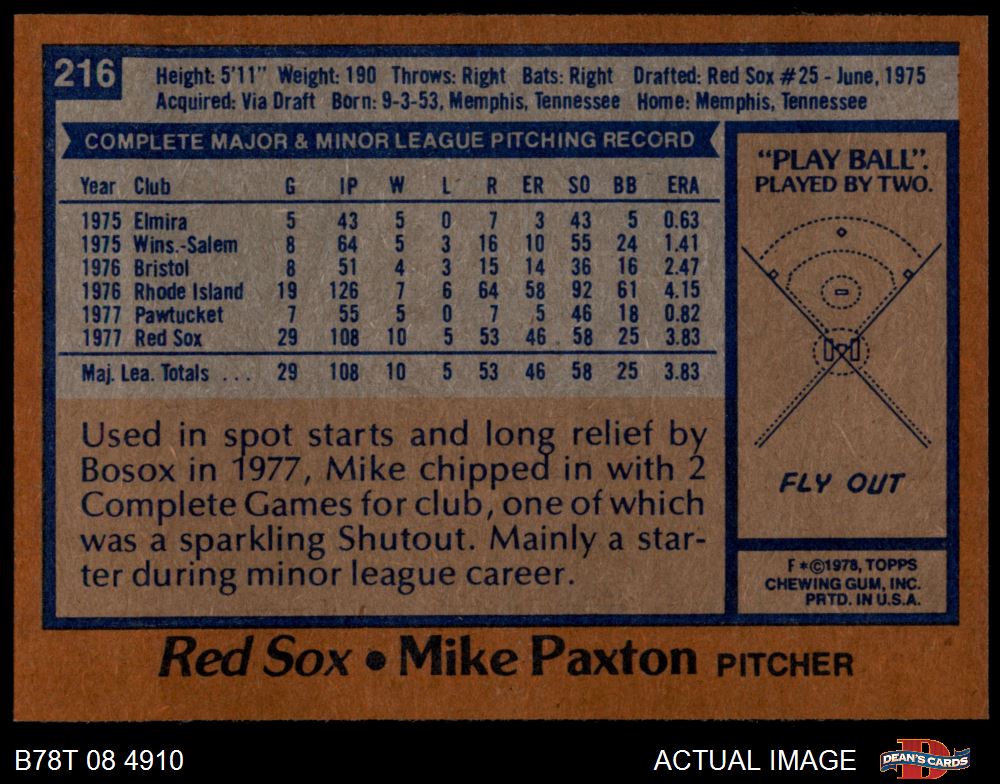 216
Height: 5'11" Weight: 190 Throws: Right Bats: Right Drafted: Red Sox #25 - June, 1975
Acquired: Via Draft Born: 9-3-53, Memphis, Tennessee Home: Memphis, Tennessee
COMPLETE MAJOR & MINOR LEAGUE PITCHING RECORD
Year Club G IP W L R ER SO BB ERA
1975 Elmira 5 43 5 0 7 3 43 5 0.63
1975 Wins.-Salem 8 64 5 3 16 10 55 24 1.41
1976 Bristol 8 51 4 3 15 14 36 16 2.47
1976 Rhode Island 19 126 7 6 64 58 92 61 4.15
1977 Pawtucket 7 55 5 0 7 5 46 18 0.82
1977 Red Sox 29 108 10 5 53 46 58 25 3.83
Maj. Lea. Totals ... 29 108 10 5 53 46 58 25 3.83
Used in spot starts and long relief by
Bosox in 1977, Mike chipped in with 2
Complete Games for club, one of which
was a sparkling Shutout. Mainly a star-
ter during minor league career.
"PLAY BALL".
PLAYED BY TWO.
FLY OUT
F*©1978, TOPPS
CHEWING GUM, INC.
PRTD. IN U.S.A.
Red Sox • Mike Paxton PITCHER
B78T 08 4910
ACTUAL IMAGE
DEAN'S CARDS